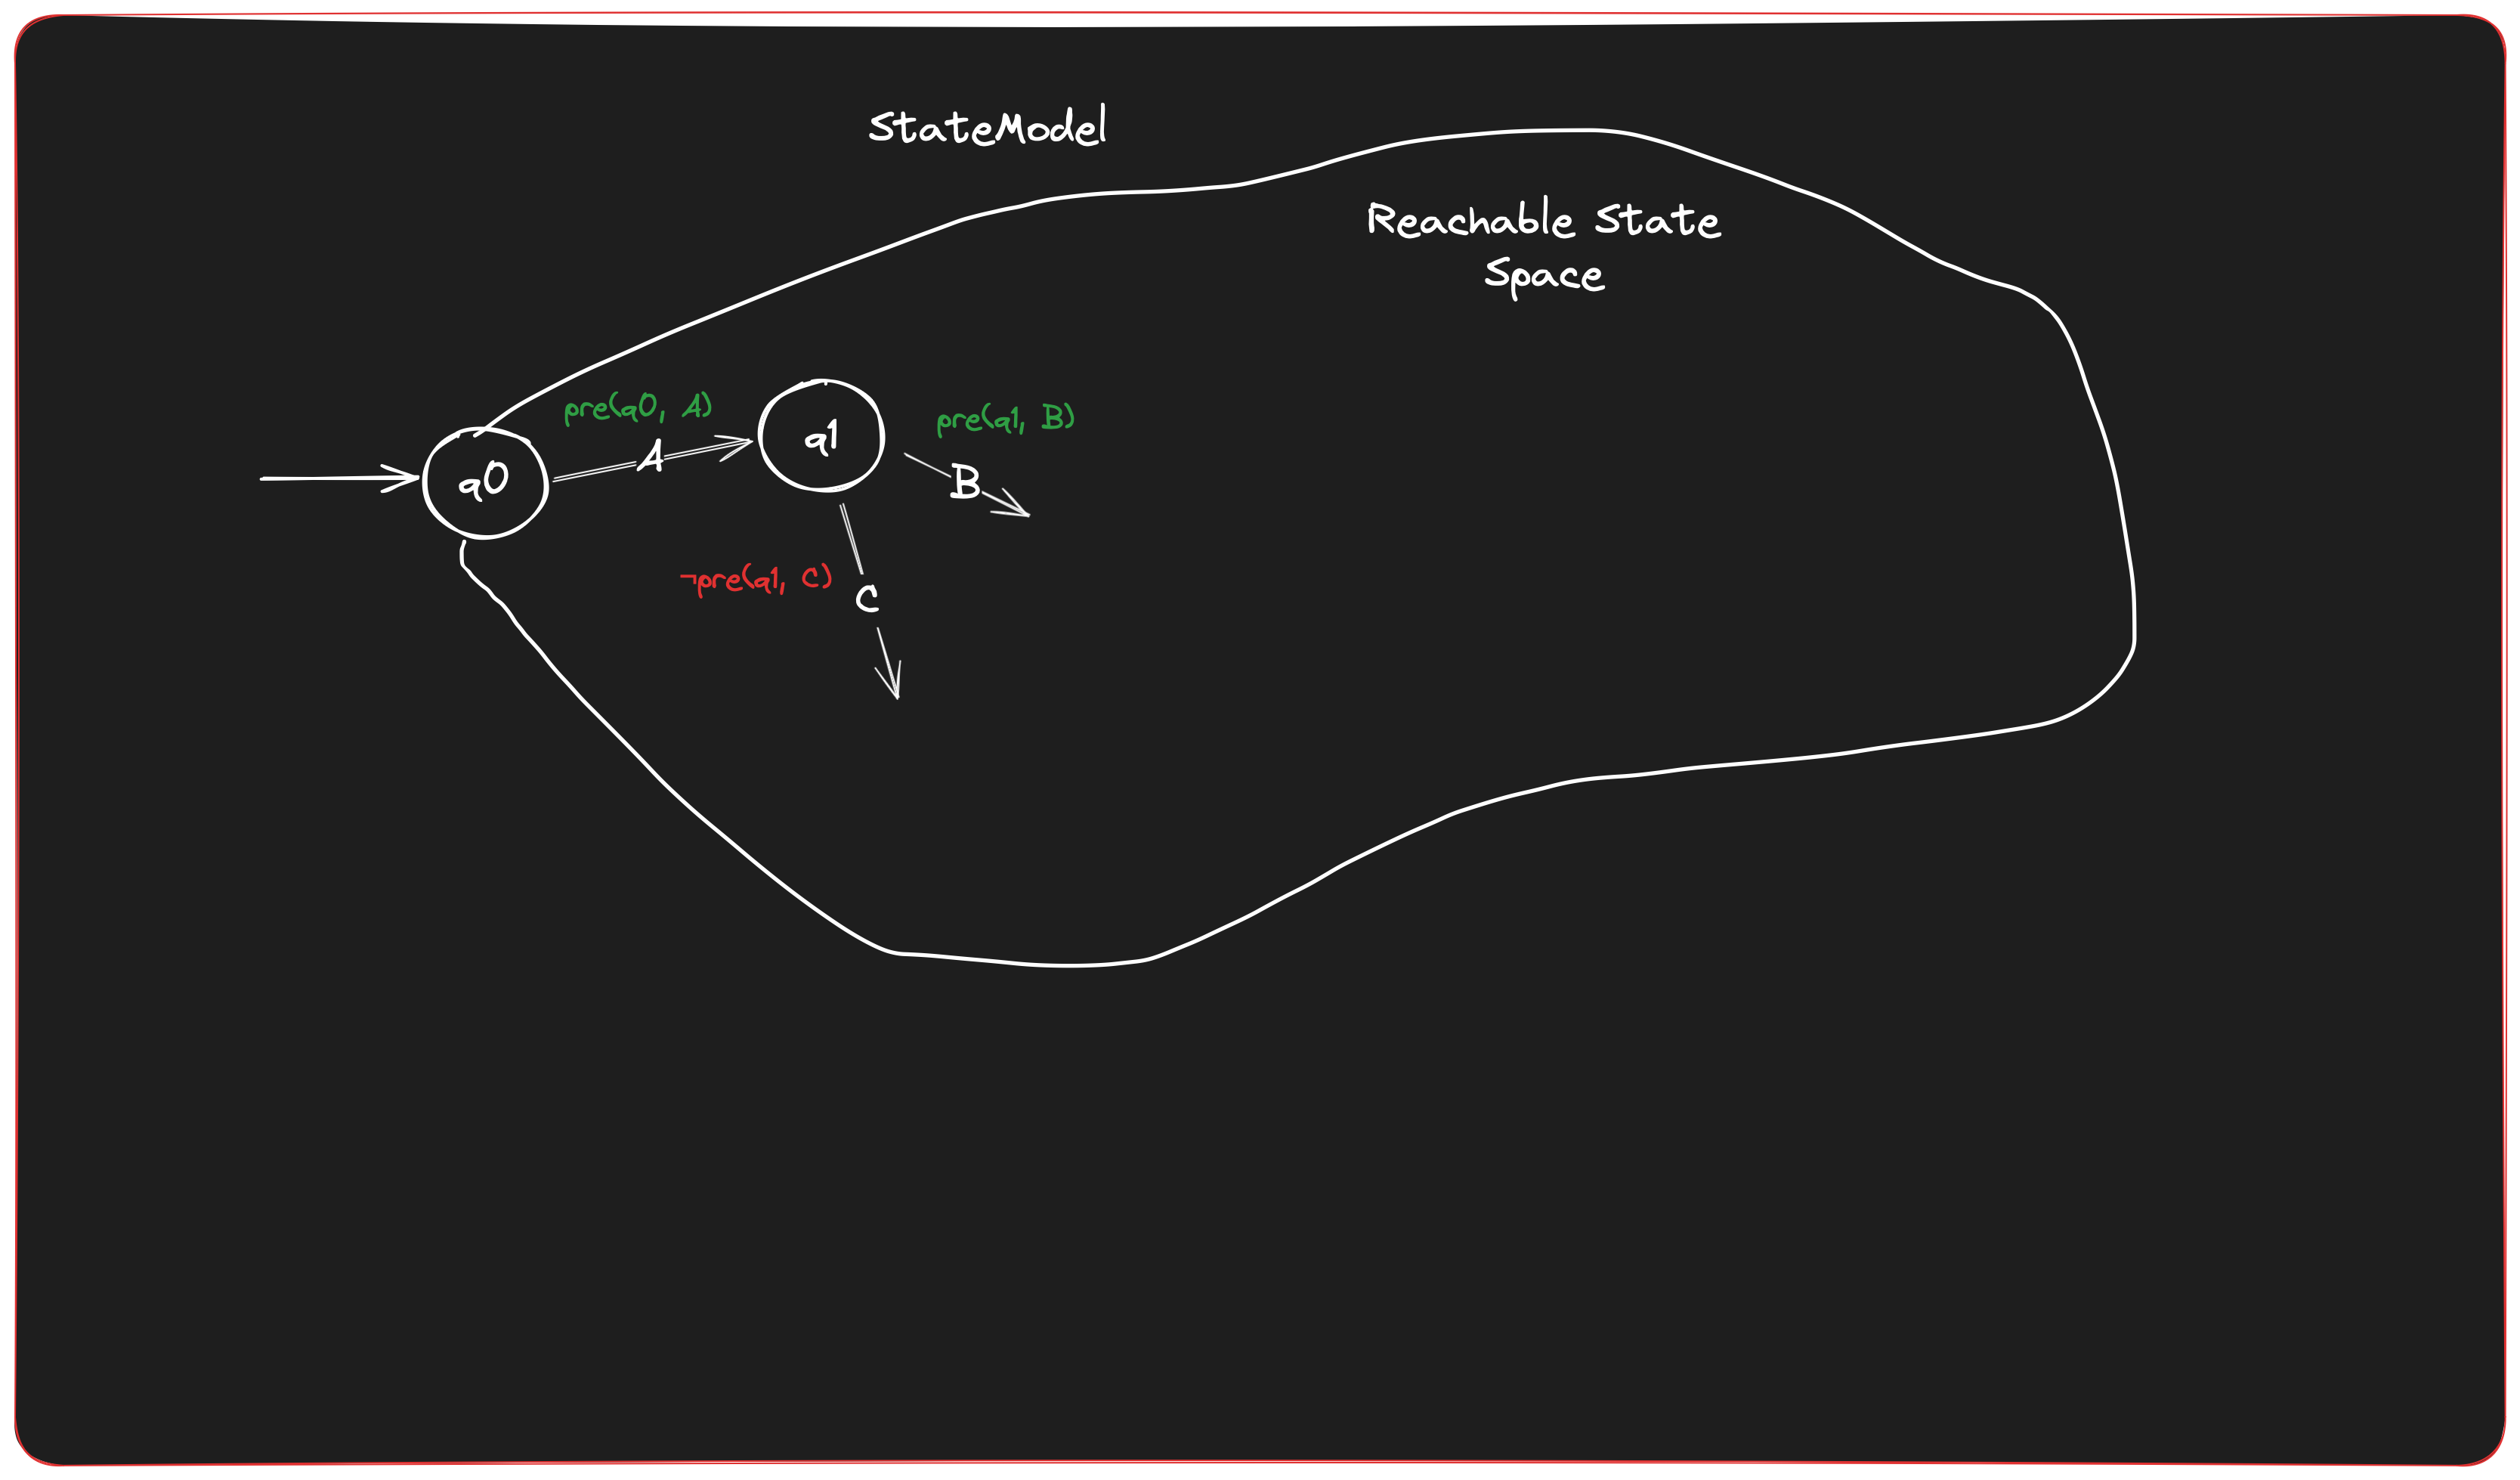 StateModel
Reachable State
Space
pre(q0, A)
pre(q1, B)
q0
A
q1
B
¬pre(q1, C)
C